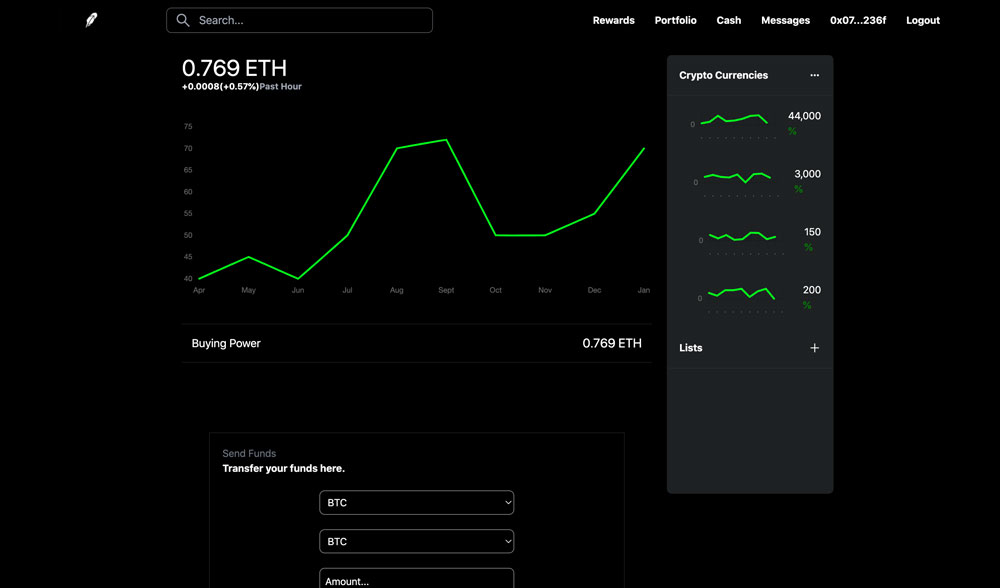 Search...
Rewards Portfolio Cash Messages 0x07...236f Logout
0.769 ETH
+0.0008(+0.57%)Past Hour
75
70
65
60
55
50
45
40
Apr May Jun Jul Aug Sept Oct Nov Dec Jan
Buying Power 0.769 ETH
Send Funds
Transfer your funds here.
BTC
BTC
Amount...
Crypto Currencies ...
0 44,000
%
0 3,000
%
0 150
%
0 200
%
Lists +